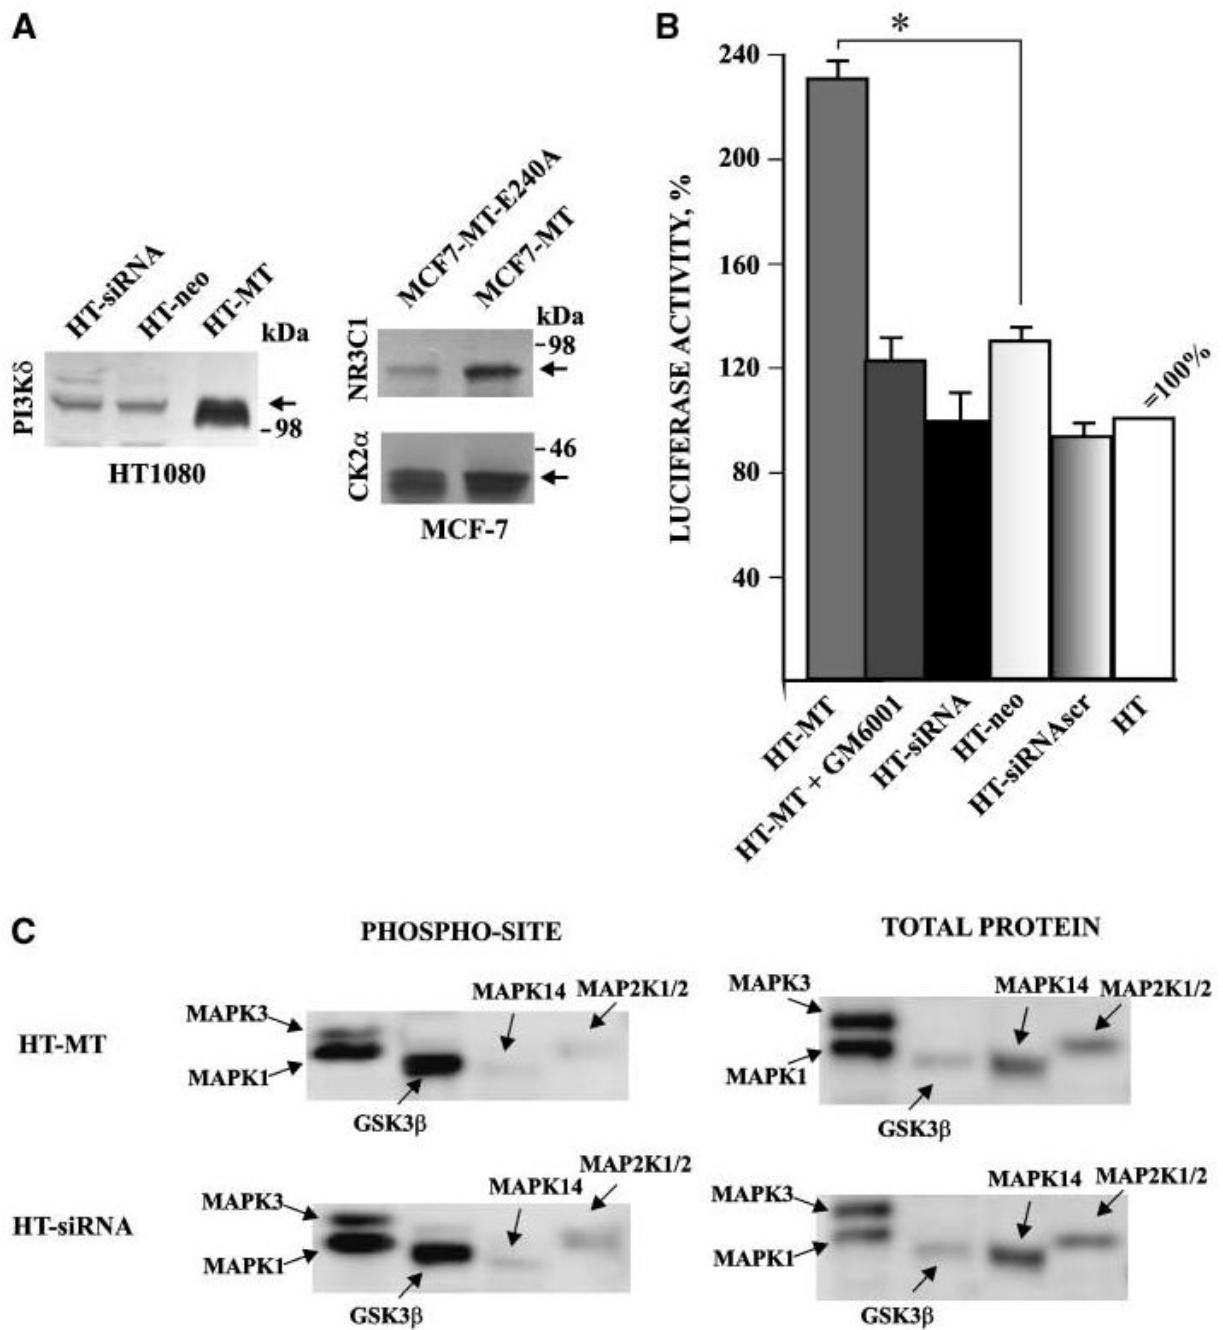 A
HT-siRNA
HT-neo
HT-MT
kDa
PI3Kδ
-98
HT1080
MCF7-MT-E240A
MCF7-MT
kDa
NR3C1
-98
CK2α
-46
MCF-7
B
*
LUCIFERASE ACTIVITY, %
240
200
160
120
80
40
=100%
HT-MT
HT-MT + GM6001
HT-siRNA
HT-neo
HT-siRNAscr
HT
C
PHOSPHO-SITE
TOTAL PROTEIN
HT-MT
MAPK3
MAPK1
GSK3β
MAPK14
MAP2K1/2
MAPK3
MAPK1
GSK3β
MAPK14
MAP2K1/2
HT-siRNA
MAPK3
MAPK1
GSK3β
MAPK14
MAP2K1/2
MAPK3
MAPK1
GSK3β
MAPK14
MAP2K1/2